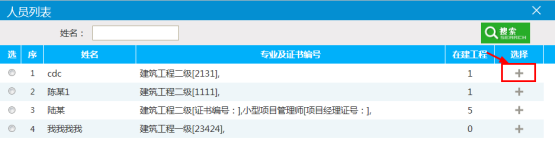 人员列表
姓名：
搜索
SEARCH
选 序 姓名 专业及证书编号 在建工程 选择
1 cdc 建筑工程二级[2131], 1
2 陈某1 建筑工程二级[1111], 1
3 陆某 建筑工程二级[证书编号：],小型项目管理师[项目经理证号：], 5
4 我我我我 建筑工程一级[23424], 0